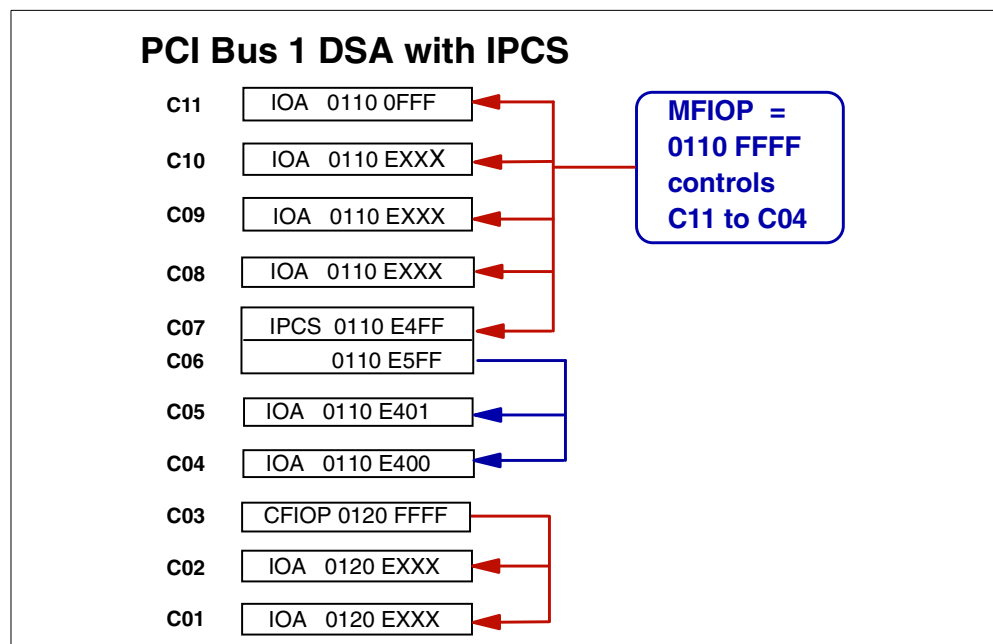 PCI Bus 1 DSA with IPCS
C11 IOA 0110 0FFF
C10 IOA 0110 EXXX
C09 IOA 0110 EXXX
C08 IOA 0110 EXXX
C07 IPCS 0110 E4FF
C06 0110 E5FF
C05 IOA 0110 E401
C04 IOA 0110 E400
C03 CFIOP 0120 FFFF
C02 IOA 0120 EXXX
C01 IOA 0120 EXXX
MFIOP =
0110 FFFF
controls
C11 to C04